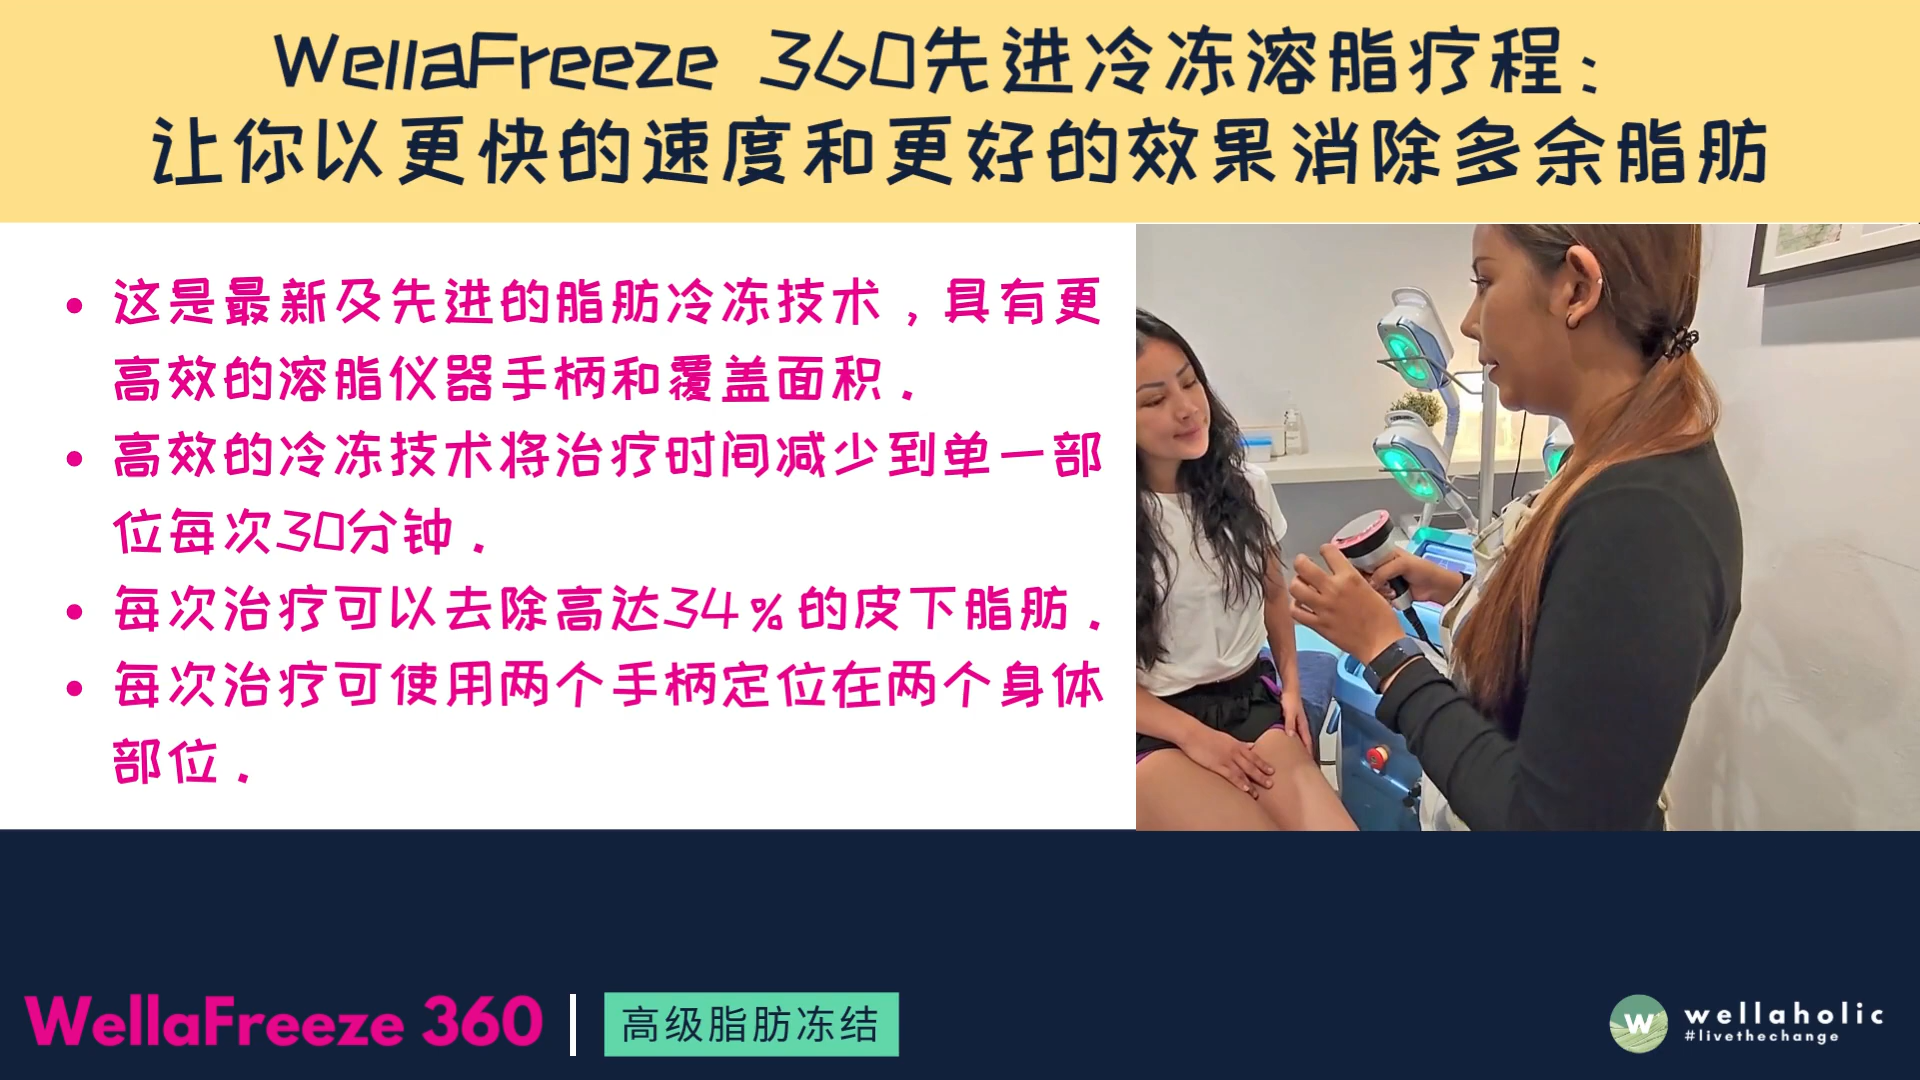 WellaFreeze 360先进冷冻溶脂疗程：
让你以更快的速度和更好的效果消除多余脂肪
• 这是最新及先进的脂肪冷冻技术，具有更
高效的溶脂仪器手柄和覆盖面积．
• 高效的冷冻技术将治疗时间减少到单一部
位每次30分钟．
• 每次治疗可以去除高达34%的皮下脂肪．
• 每次治疗可使用两个手柄定位在两个身体
部位．
WellaFreeze 360 | 高级脂肪冻结
W wellaholic
#livethechange